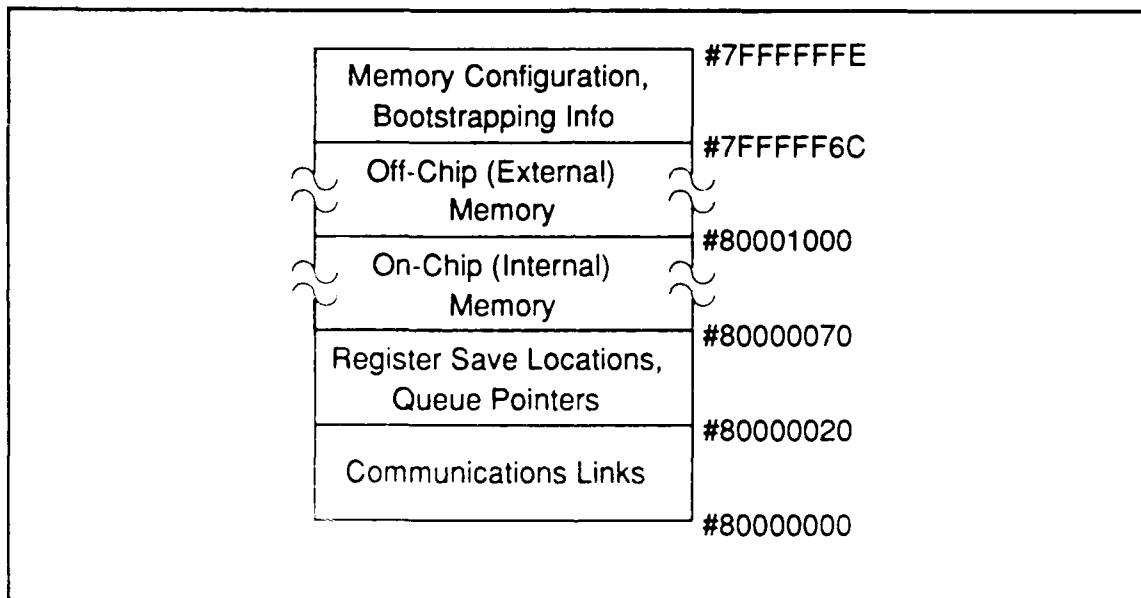 #7FFFFFFE
Memory Configuration,
Bootstrapping Info
#7FFFFF6C
Off-Chip (External)
Memory
#80001000
On-Chip (Internal)
Memory
#80000070
Register Save Locations,
Queue Pointers
#80000020
Communications Links
#80000000